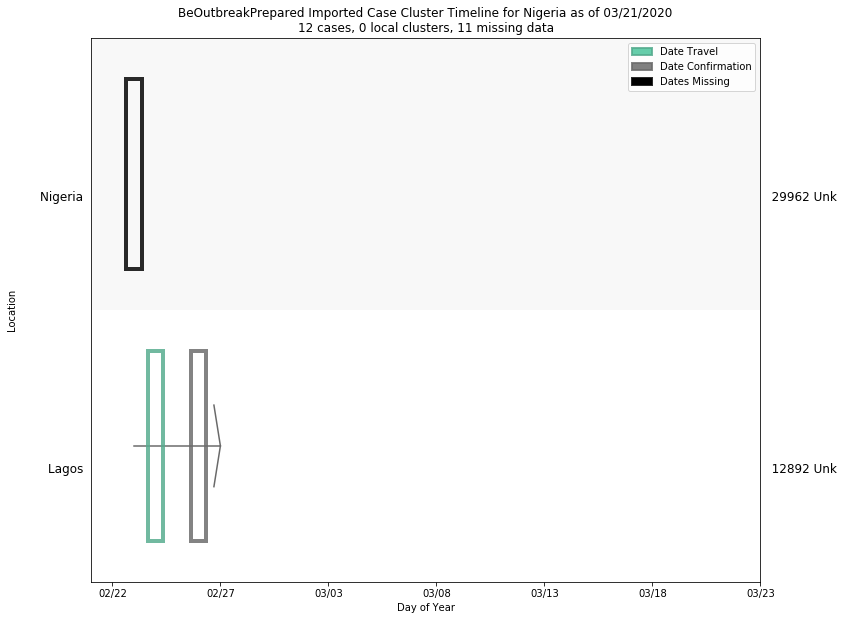 BeOutbreakPrepared Imported Case Cluster Timeline for Nigeria as of 03/21/2020
12 cases, 0 local clusters, 11 missing data
Date Travel
Date Confirmation
Dates Missing
Nigeria
29962 Unk
Location
Lagos
12892 Unk
02/22 02/27 03/03 03/08 03/13 03/18 03/23
Day of Year